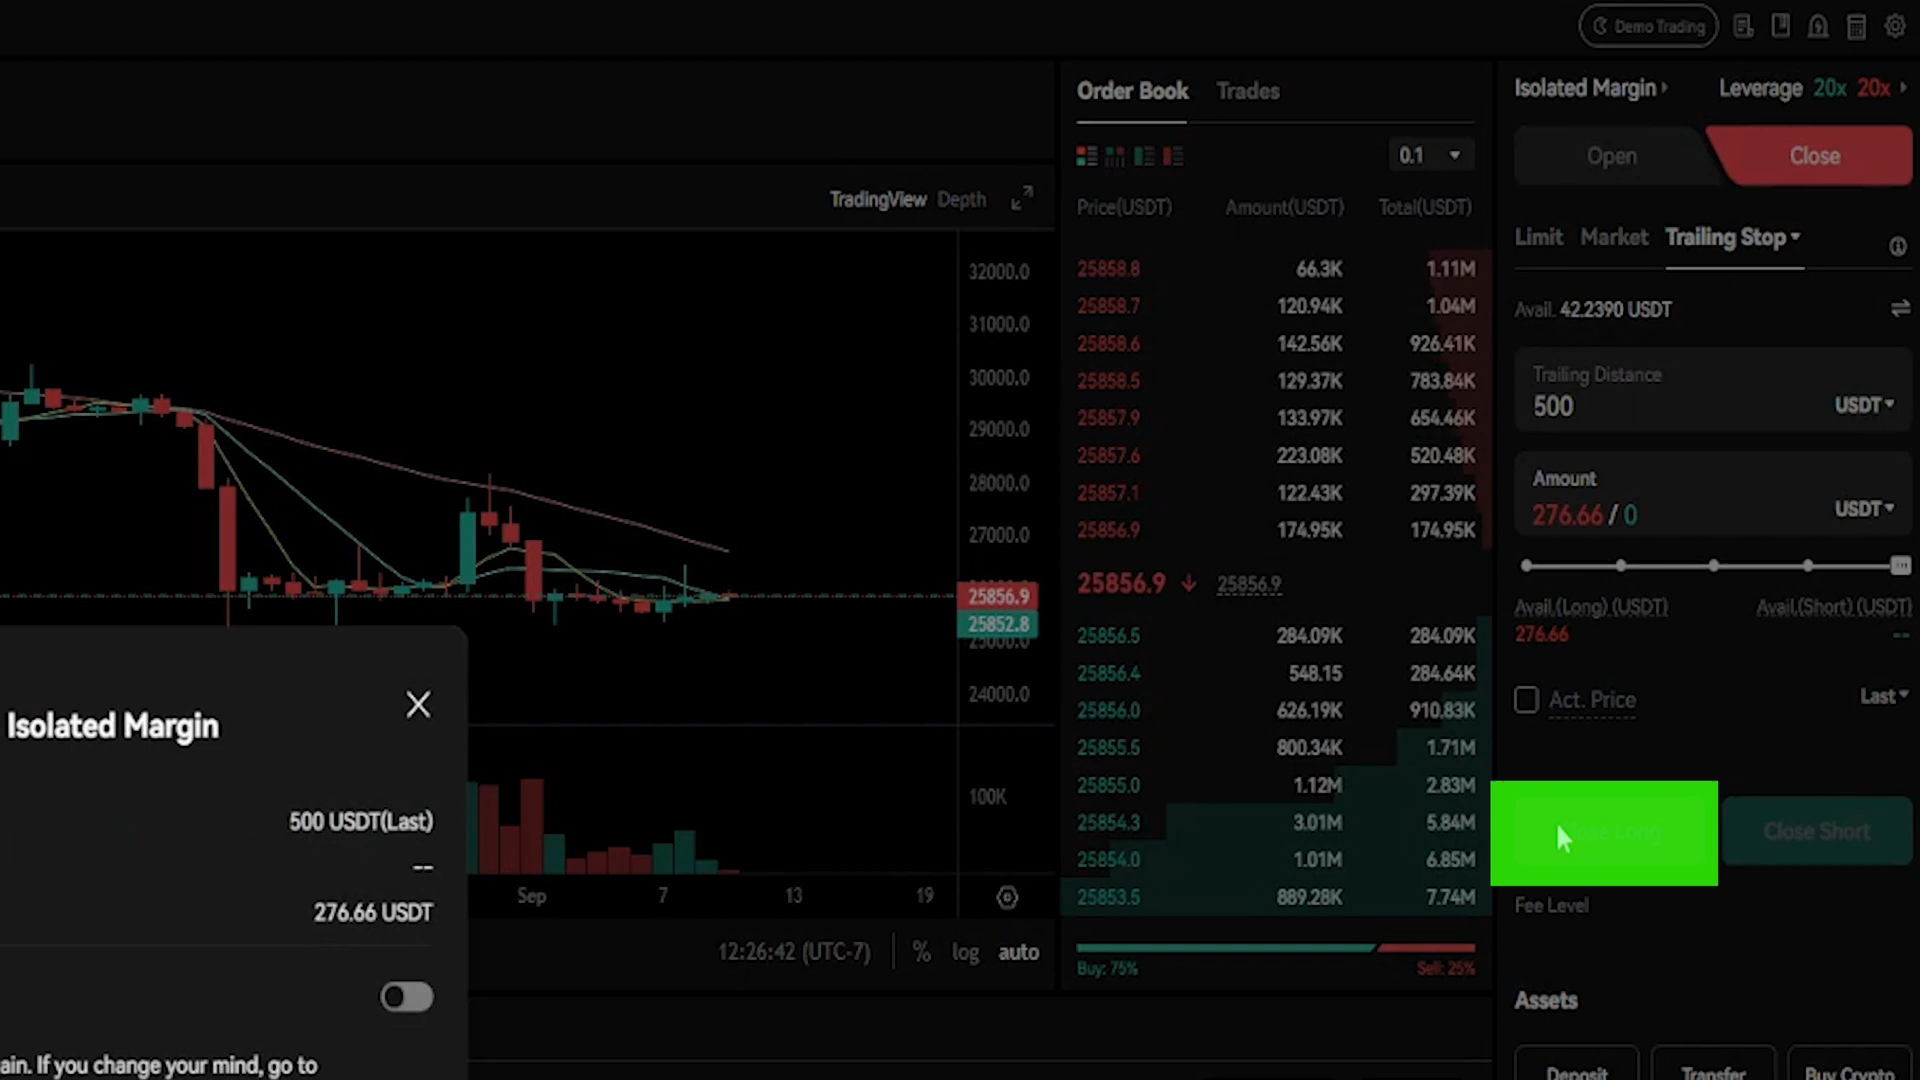 Demo Trading
Order Book Trades
Isolated Margin Leverage 20x 20x
Open Close
0.1
TradingView Depth
Price(USDT) Amount(USDT) Total(USDT)
Limit Market Trailing Stop
25858.8 66.3K 1.11M
25858.7 120.94K 1.04M
25858.6 142.56K 926.41K
25858.5 129.37K 783.84K
25857.9 133.97K 654.46K
25857.6 223.08K 520.48K
25857.1 122.43K 297.39K
25856.9 174.95K 174.95K
25856.9 25856.9
25856.5 284.09K 284.09K
25856.4 548.15 284.64K
25856.0 626.19K 910.83K
25855.5 800.34K 1.71M
25855.0 1.12M 2.83M
25854.3 3.01M 5.84M
25854.0 1.01M 6.85M
25853.5 889.28K 7.74M
Buy: 75% Sell: 25%
Avail. 42.2390 USDT
Trailing Distance
500 USDT
Amount
276.66 / 0 USDT
Avail.(Long) (USDT) Avail.(Short) (USDT)
276.66 --
Act. Price Last
Close Short
Fee Level
Assets
Deposit Transfer Buy Crypto
32000.0
31000.0
30000.0
29000.0
28000.0
27000.0
25856.9
25852.8
25000.0
24000.0
100K
Sep 7 13 19
12:26:42 (UTC-7) % log auto
Isolated Margin
500 USDT(Last)
--
276.66 USDT
ain. If you change your mind, go to